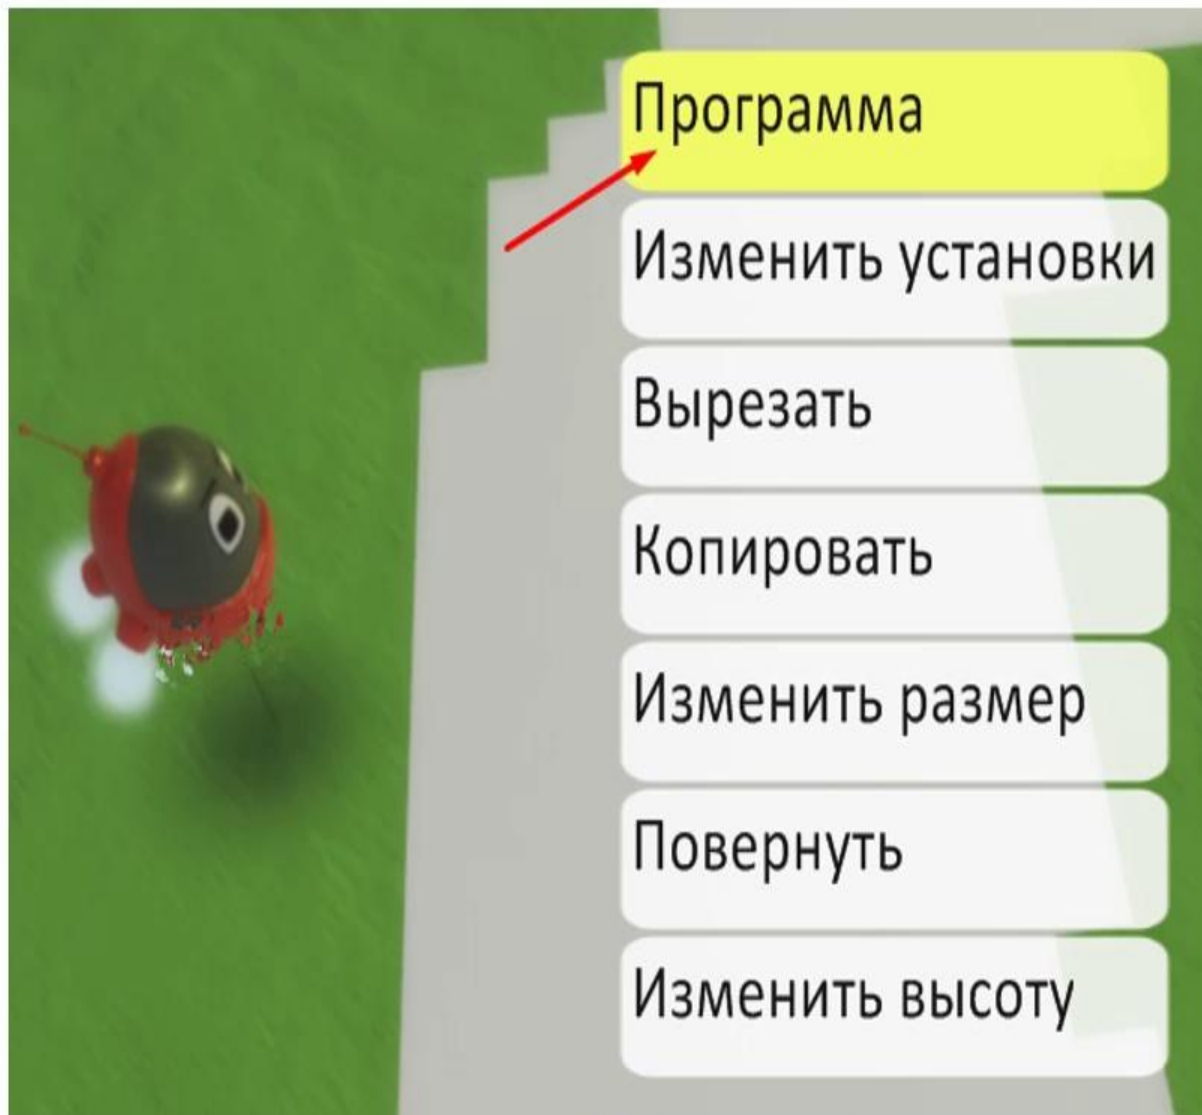 Программа
Изменить установки
Вырезать
Копировать
Изменить размер
Повернуть
Изменить высоту